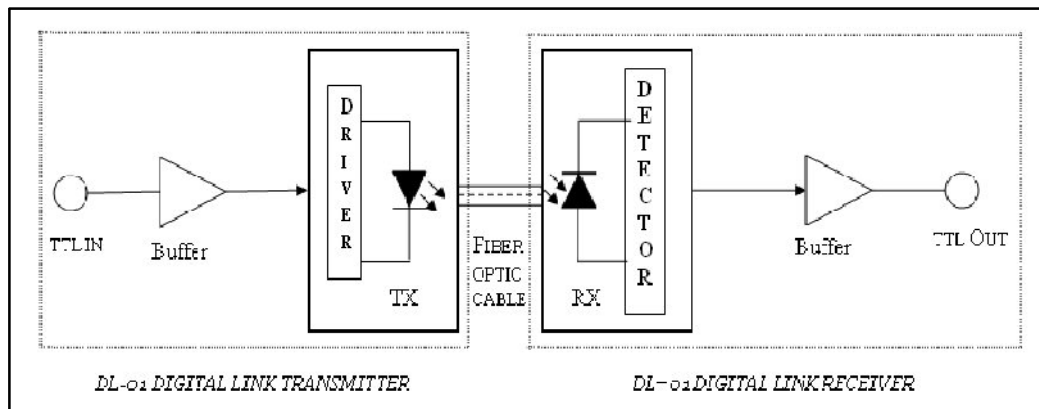 TTL IN
Buffer
DRIVER
TX
FIBER
OPTIC
CABLE
RX
DETECTOR
Buffer
TTL OUT
DL-01 DIGITAL LINK TRANSMITTER
DL-01 DIGITAL LINK RECEIVER